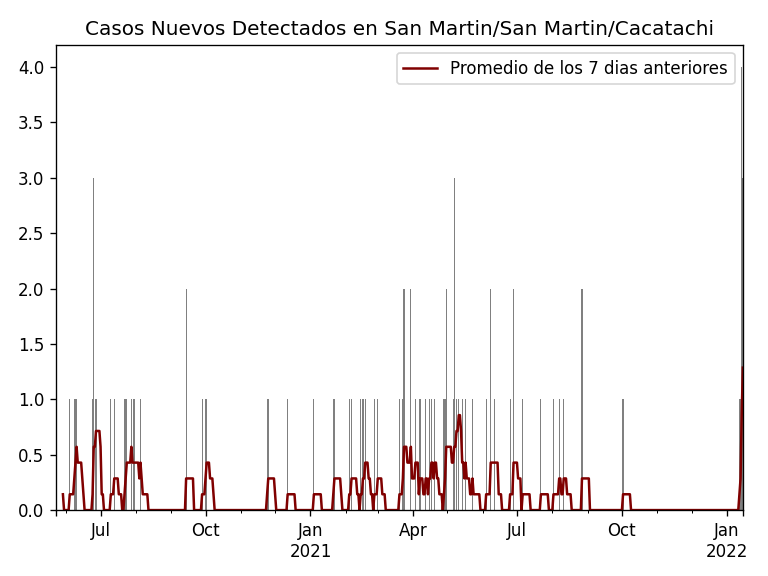 Casos Nuevos Detectados en San Martin/San Martin/Cacatachi
Promedio de los 7 dias anteriores
4.0
3.5
3.0
2.5
2.0
1.5
1.0
0.5
0.0
Jul
Oct
Jan
2021
Apr
Jul
Oct
Jan
2022